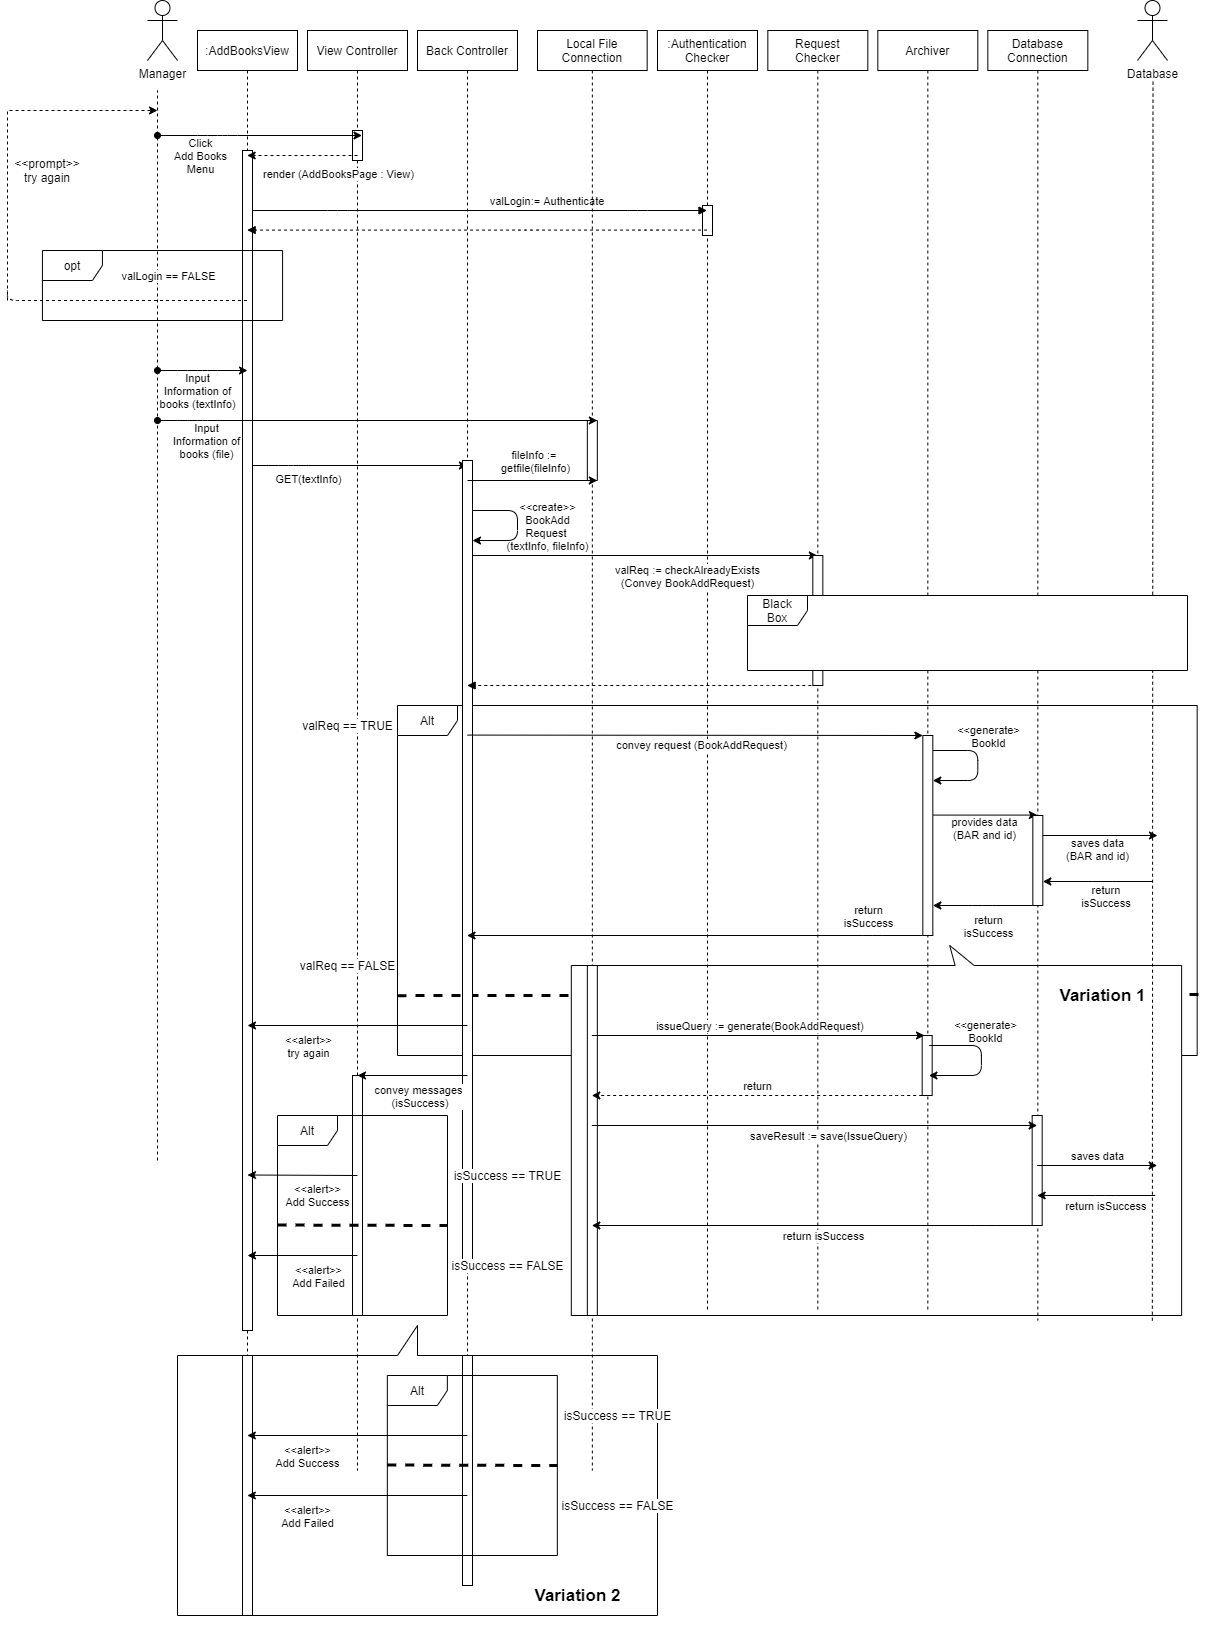 Manager
:AddBooksView
View Controller
Back Controller
Local File
Connection
:Authentication
Checker
Request
Checker
Archiver
Database
Connection
Database
Click
Add Books
Menu
<<prompt>>
try again
render (AddBooksPage : View)
valLogin:= Authenticate
opt
valLogin == FALSE
Input
Information of
books (textInfo)
Input
Information of
books (file)
GET(textInfo)
fileInfo :=
getfile(fileInfo)
<<create>>
BookAdd
Request
(textInfo, fileInfo)
valReq := checkAlreadyExists
(Convey BookAddRequest)
Black
Box
valReq == TRUE
Alt
convey request (BookAddRequest)
<<generate>
BookId
provides data
(BAR and id)
saves data
(BAR and id)
return
isSuccess
return
isSuccess
return
isSuccess
valReq == FALSE
Variation 1
<<alert>>
try again
issueQuery := generate(BookAddRequest)
<<generate>
BookId
return
convey messages
(isSuccess)
Alt
saveResult := save(IssueQuery)
saves data
isSuccess == TRUE
<<alert>>
Add Success
return isSuccess
return isSuccess
isSuccess == FALSE
<<alert>>
Add Failed
Alt
isSuccess == TRUE
<<alert>>
Add Success
isSuccess == FALSE
<<alert>>
Add Failed
Variation 2